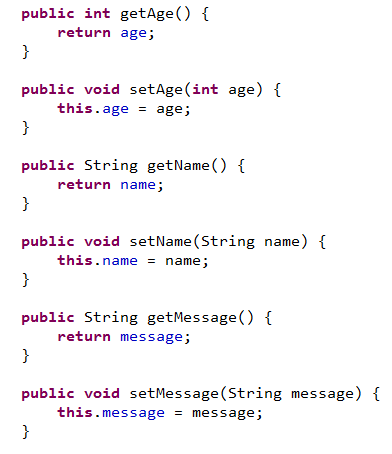 public int getAge() {
    return age;
}

public void setAge(int age) {
    this.age = age;
}

public String getName() {
    return name;
}

public void setName(String name) {
    this.name = name;
}

public String getMessage() {
    return message;
}

public void setMessage(String message) {
    this.message = message;
}